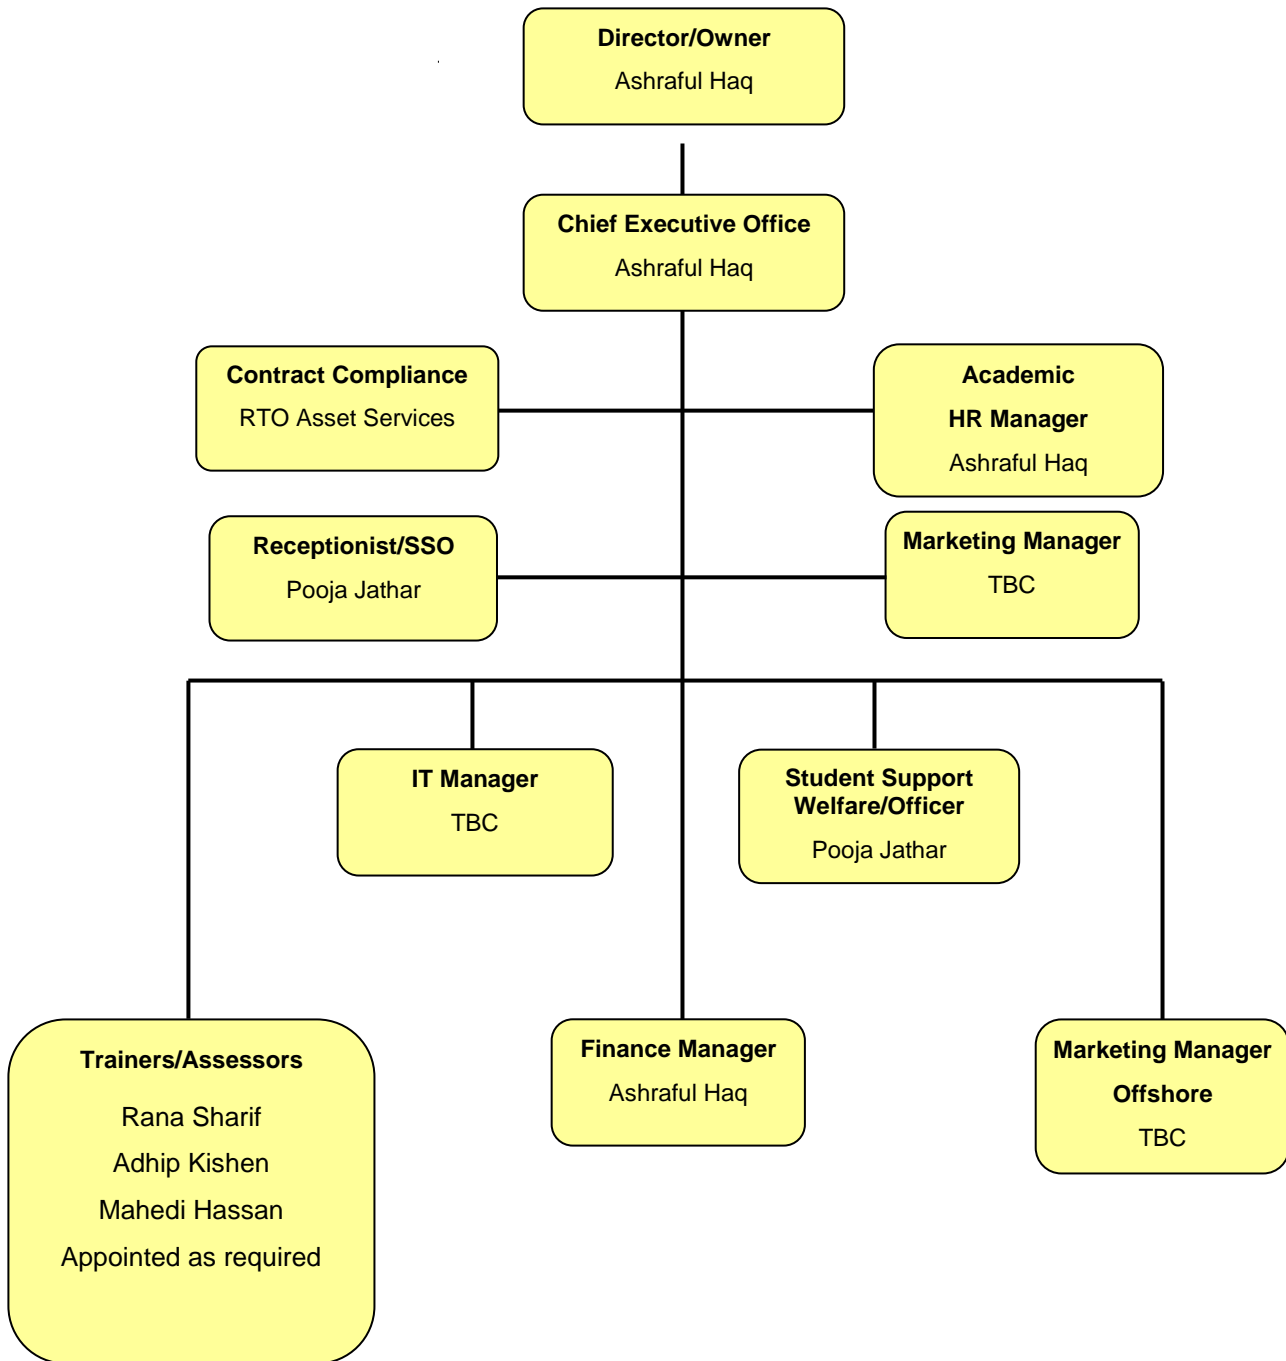 Director/Owner
Ashraful Haq
Chief Executive Office
Ashraful Haq
Contract Compliance
RTO Asset Services
Academic
HR Manager
Ashraful Haq
Receptionist/SSO
Pooja Jathar
Marketing Manager
TBC
IT Manager
TBC
Student Support
Welfare/Officer
Pooja Jathar
Trainers/Assessors
Rana Sharif
Adhip Kishen
Mahedi Hassan
Appointed as required
Finance Manager
Ashraful Haq
Marketing Manager
Offshore
TBC